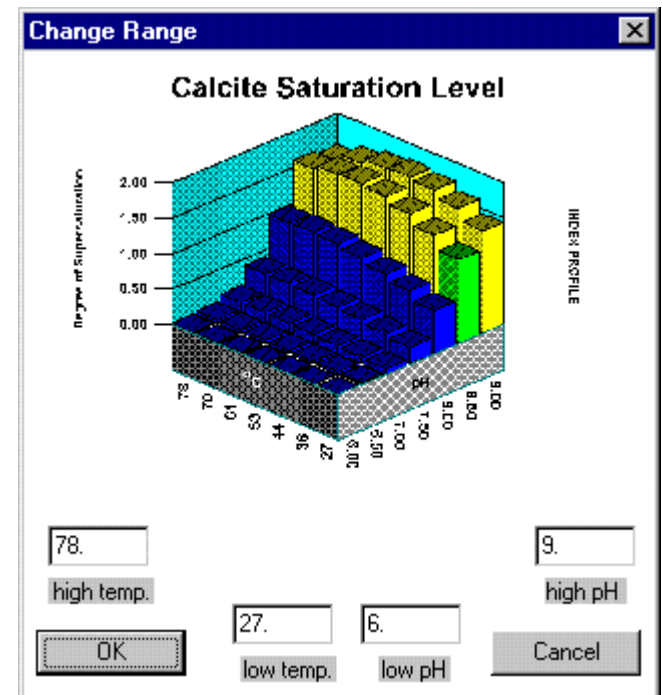 Change Range
Calcite Saturation Level
Degree of Supersaturation
2.00
1.50
1.00
0.50
0.00
INDEX PROFILE
°C
pH
78
70
61
53
44
36
27
6.00
6.50
7.00
7.50
8.00
8.50
9.00
78.
9.
high temp.
high pH
27.
6.
OK
Cancel
low temp.
low pH